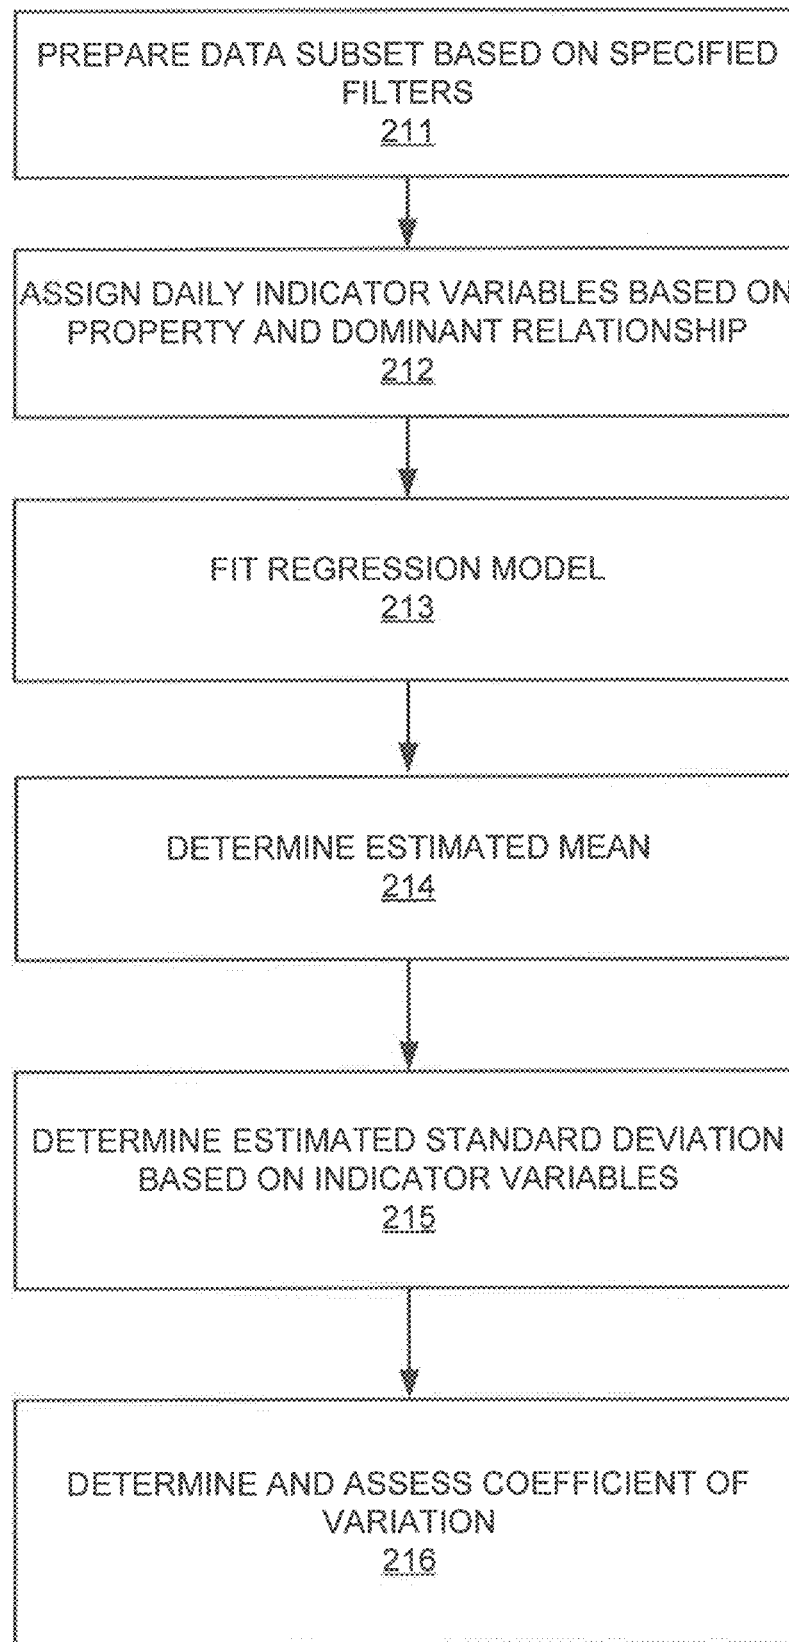 PREPARE DATA SUBSET BASED ON SPECIFIED
FILTERS
211
ASSIGN DAILY INDICATOR VARIABLES BASED ON
PROPERTY AND DOMINANT RELATIONSHIP
212
FIT REGRESSION MODEL
213
DETERMINE ESTIMATED MEAN
214
DETERMINE ESTIMATED STANDARD DEVIATION
BASED ON INDICATOR VARIABLES
215
DETERMINE AND ASSESS COEFFICIENT OF
VARIATION
216